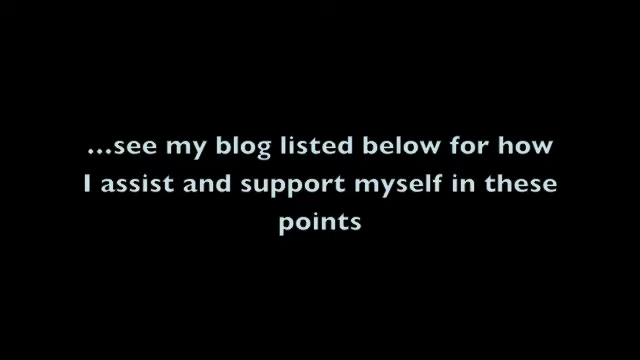 ...see my blog listed below for how
I assist and support myself in these
points